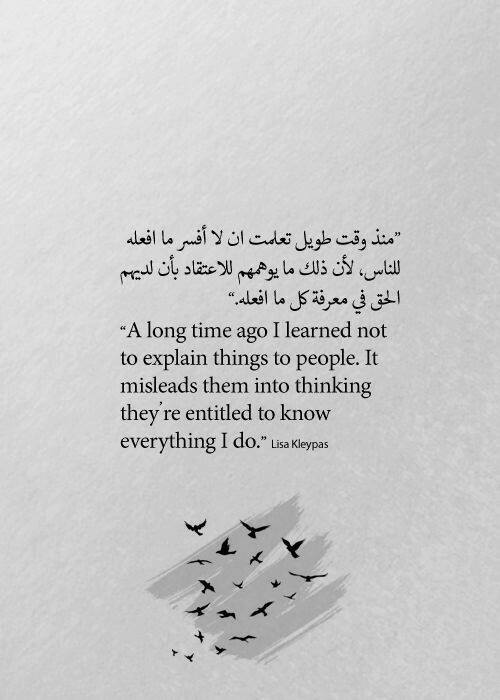 ”منذ وقت طويل تعلمت ان لا أفسر ما افعله
للناس، لأن ذلك ما يوهمهم للاعتقاد بأن لديهم
الحق في معرفة كل ما افعله.“
“A long time ago I learned not
to explain things to people. It
misleads them into thinking
they’re entitled to know
everything I do.” Lisa Kleypas